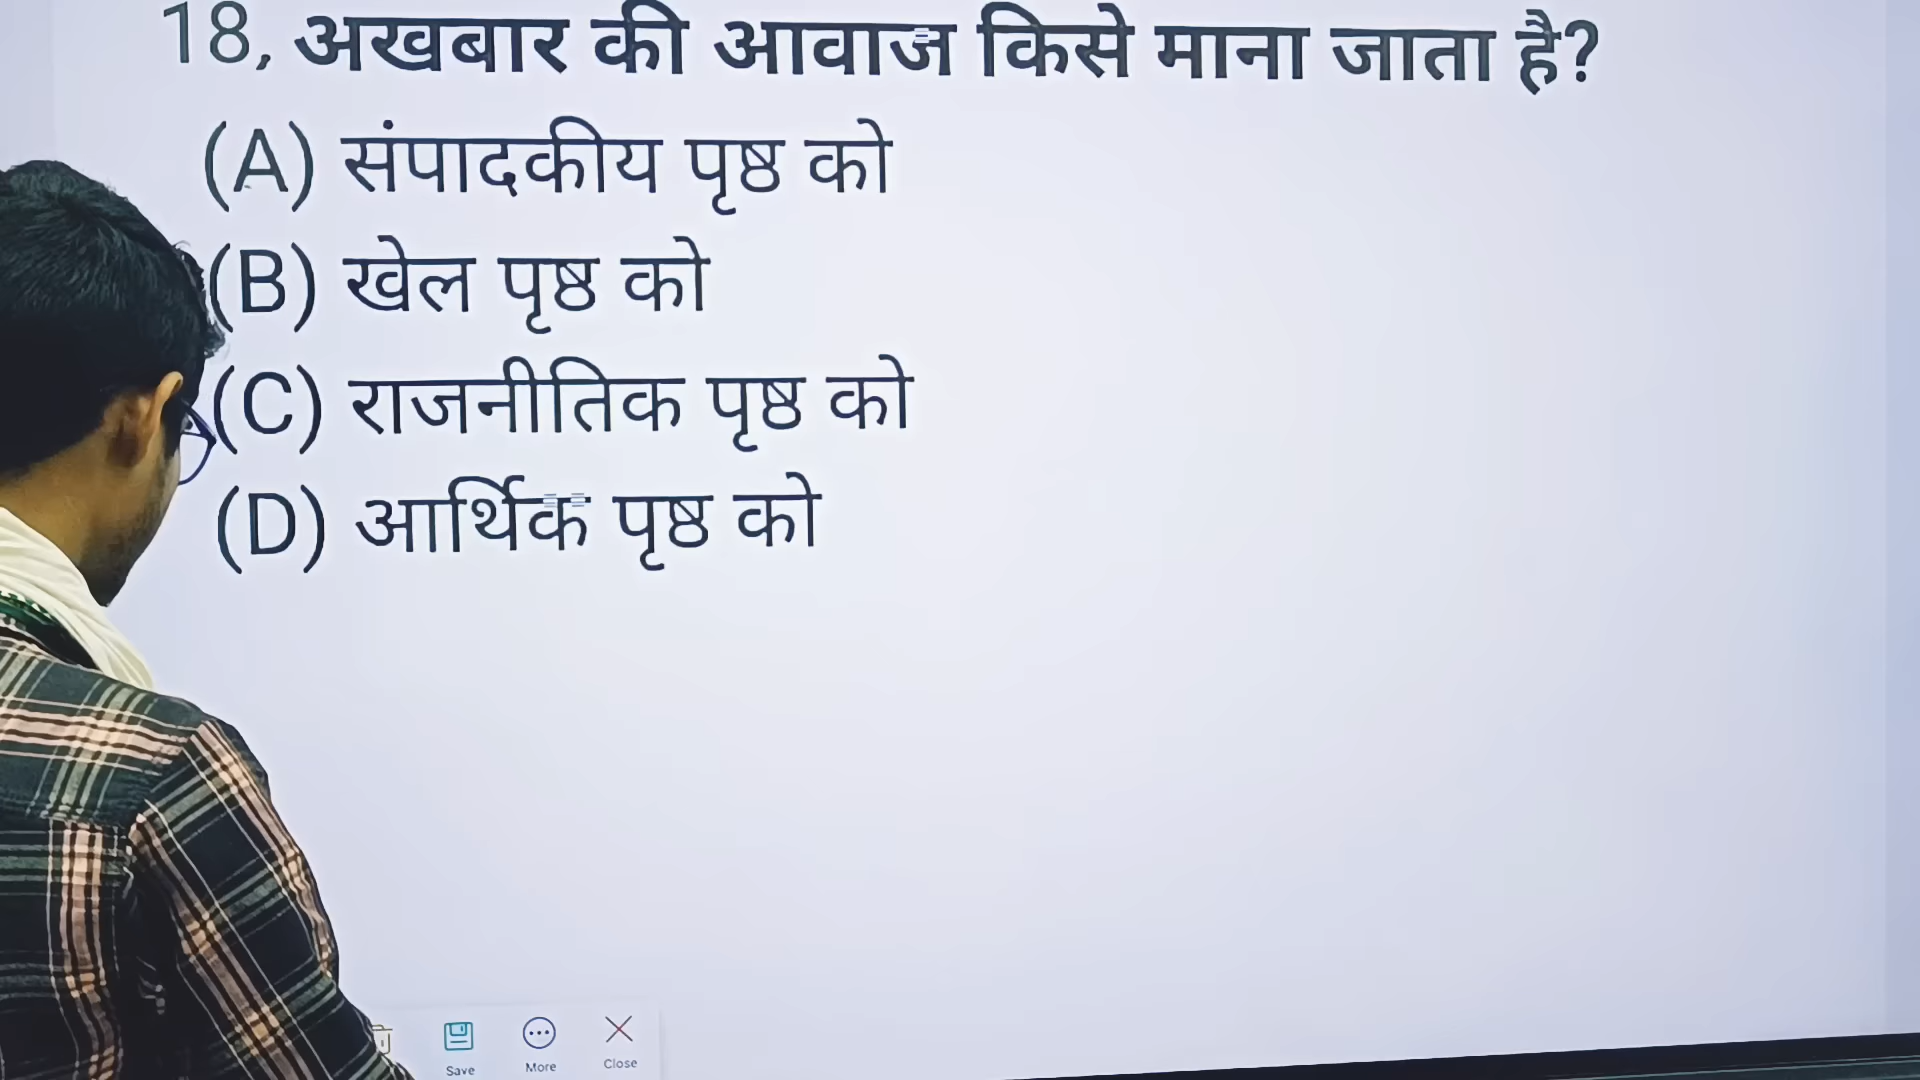 18, अखबार की आवाज किसे माना जाता है?
(A) संपादकीय पृष्ठ को
(B) खेल पृष्ठ को
(C) राजनीतिक पृष्ठ को
(D) आर्थिक पृष्ठ को
Save More Close